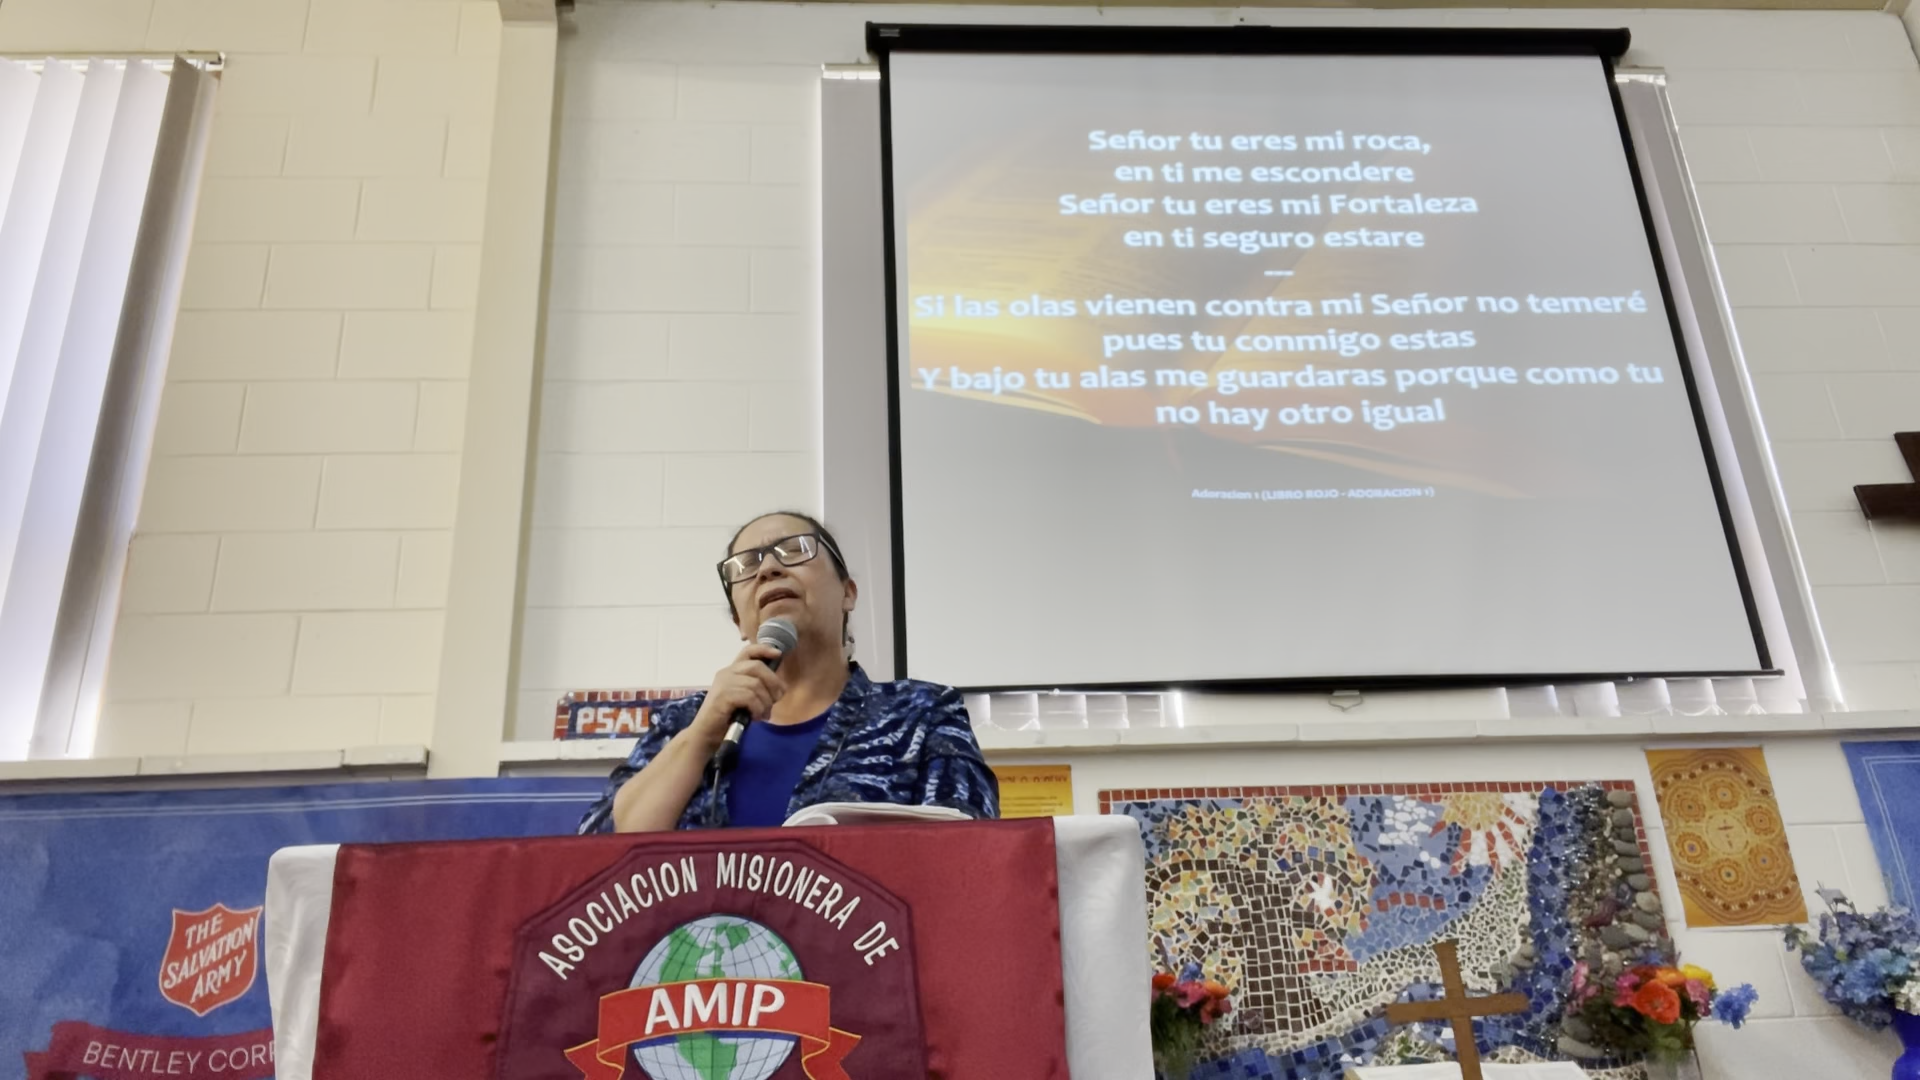 Señor tu eres mi roca,
en ti me escondere
Señor tu eres mi Fortaleza
en ti seguro estare
---
Si las olas vienen contra mi Señor no temeré
pues tu conmigo estas
Y bajo tu alas me guardaras porque como tu
no hay otro igual
Adoracion 1 (LIBRO ROJO - ADORACION 1)
PSAL
ASOCIACION MISIONERA DE
AMIP
THE
SALVATION
ARMY
BENTLEY CORP